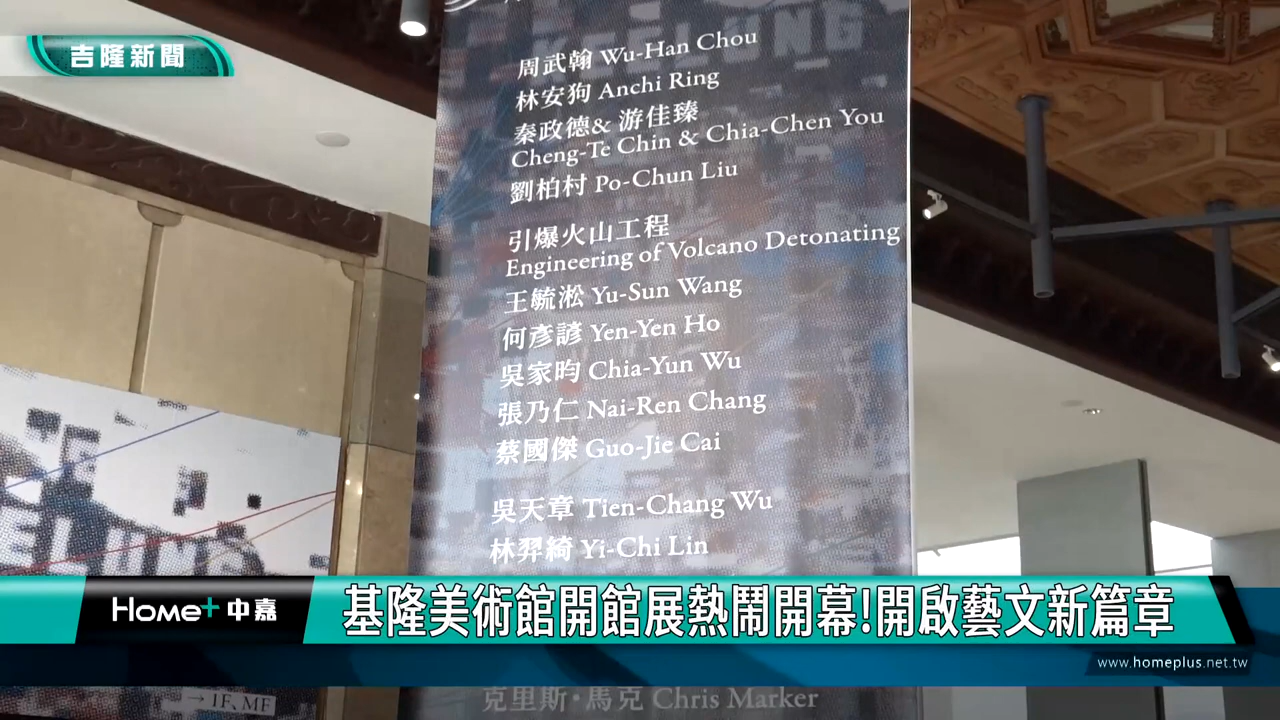 吉隆新聞
KEELUNG
周武翰 Wu-Han Chou
林安狗 Anchi Ring
秦政德& 游佳臻
Cheng-Te Chin & Chia-Chen You
劉柏村 Po-Chun Liu
引爆火山工程
Engineering of Volcano Detonating
王毓淞 Yu-Sun Wang
何彥諺 Yen-Yen Ho
吳家昀 Chia-Yun Wu
張乃仁 Nai-Ren Chang
蔡國傑 Guo-Jie Cai
吳天章 Tien-Chang Wu
林羿綺 Yi-Chi Lin
Home+ 中嘉
基隆美術館開館展熱鬧開幕!開啟藝文新篇章
www.homeplus.net.tw
→ 1F、MF
克里斯·馬克 Chris Marker